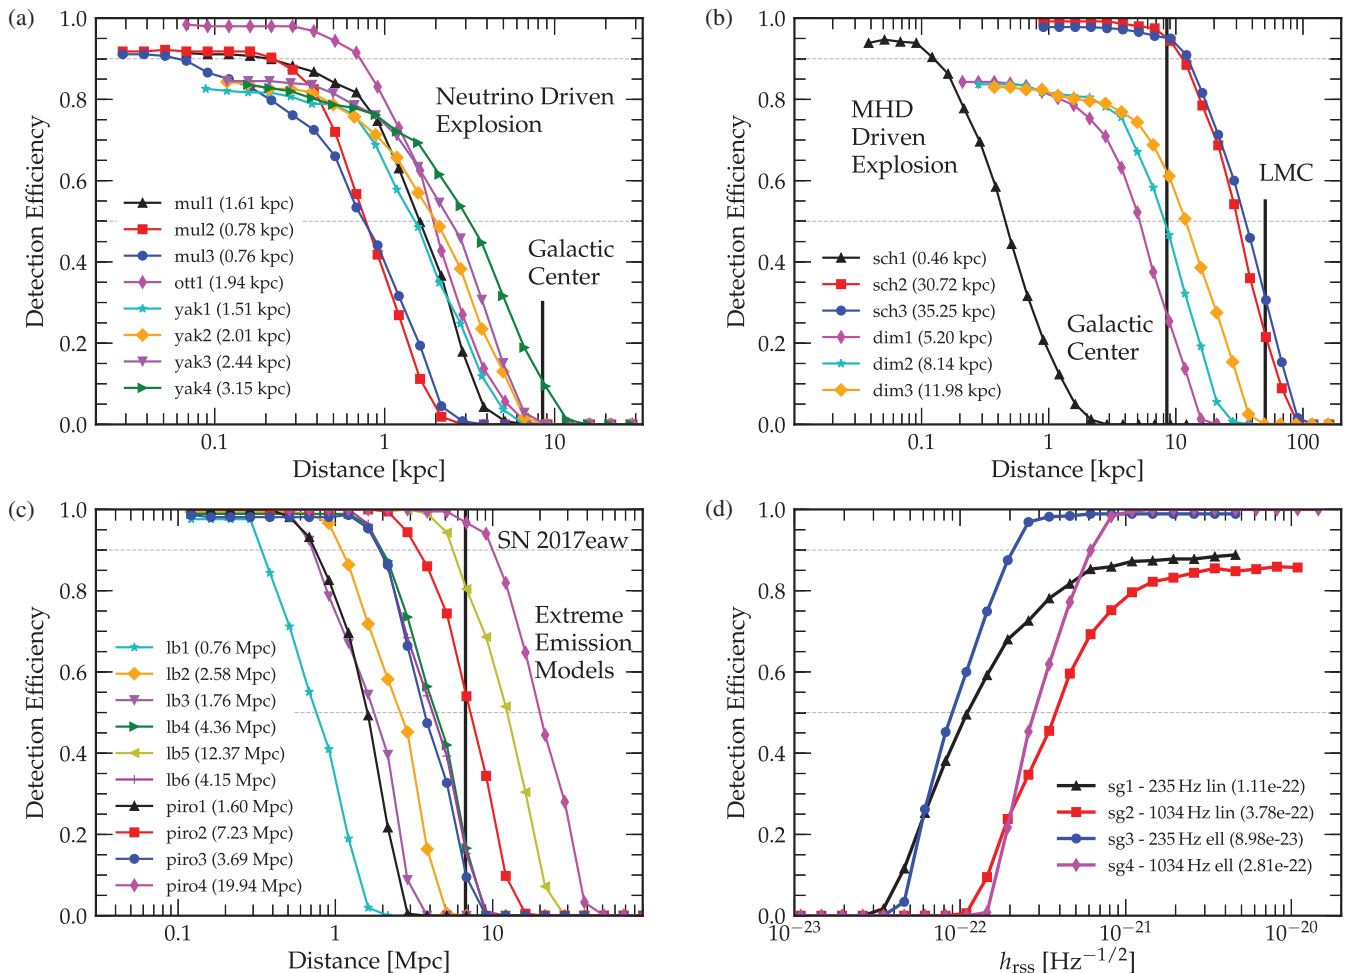 (a)
1.0
0.8
0.6
0.4
0.2
0.0
Detection Efficiency
Neutrino Driven
Explosion
mul1 (1.61 kpc)
mul2 (0.78 kpc)
mul3 (0.76 kpc)
ott1 (1.94 kpc)
yak1 (1.51 kpc)
yak2 (2.01 kpc)
yak3 (2.44 kpc)
yak4 (3.15 kpc)
Galactic
Center
0.1 1 10
Distance [kpc]
(b)
1.0
0.8
0.6
0.4
0.2
0.0
Detection Efficiency
MHD
Driven
Explosion
LMC
sch1 (0.46 kpc)
sch2 (30.72 kpc)
sch3 (35.25 kpc)
dim1 (5.20 kpc)
dim2 (8.14 kpc)
dim3 (11.98 kpc)
Galactic
Center
0.1 1 10 100
Distance [kpc]
(c)
1.0
0.8
0.6
0.4
0.2
0.0
Detection Efficiency
SN 2017eaw
Extreme
Emission
Models
lb1 (0.76 Mpc)
lb2 (2.58 Mpc)
lb3 (1.76 Mpc)
lb4 (4.36 Mpc)
lb5 (12.37 Mpc)
lb6 (4.15 Mpc)
piro1 (1.60 Mpc)
piro2 (7.23 Mpc)
piro3 (3.69 Mpc)
piro4 (19.94 Mpc)
0.1 1 10
Distance [Mpc]
(d)
1.0
0.8
0.6
0.4
0.2
0.0
Detection Efficiency
sg1 - 235 Hz lin (1.11e-22)
sg2 - 1034 Hz lin (3.78e-22)
sg3 - 235 Hz ell (8.98e-23)
sg4 - 1034 Hz ell (2.81e-22)
10⁻²³ 10⁻²² 10⁻²¹ 10⁻²⁰
hrss [Hz⁻¹/²]